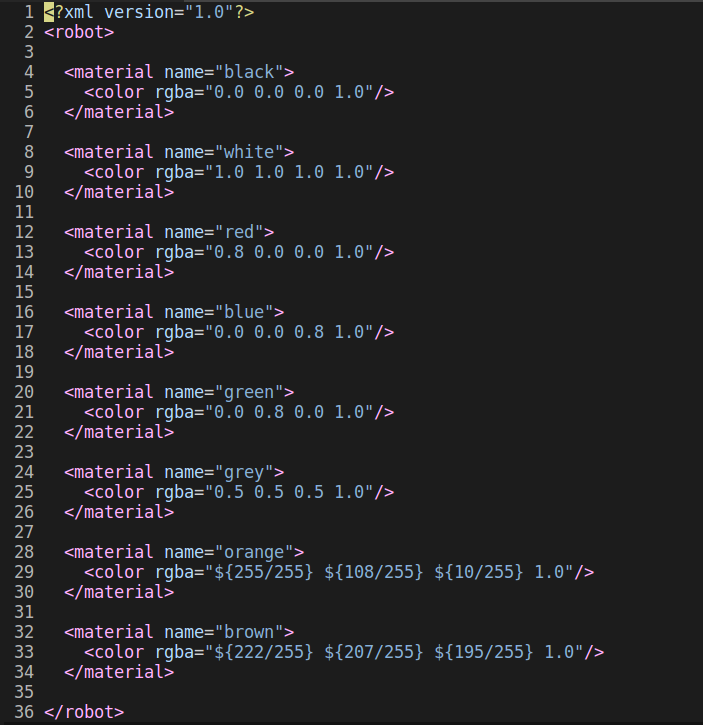 1 <?xml version="1.0"?>
2 <robot>
3
4   <material name="black">
5     <color rgba="0.0 0.0 0.0 1.0"/>
6   </material>
7
8   <material name="white">
9     <color rgba="1.0 1.0 1.0 1.0"/>
10   </material>
11
12   <material name="red">
13     <color rgba="0.8 0.0 0.0 1.0"/>
14   </material>
15
16   <material name="blue">
17     <color rgba="0.0 0.0 0.8 1.0"/>
18   </material>
19
20   <material name="green">
21     <color rgba="0.0 0.8 0.0 1.0"/>
22   </material>
23
24   <material name="grey">
25     <color rgba="0.5 0.5 0.5 1.0"/>
26   </material>
27
28   <material name="orange">
29     <color rgba="${255/255} ${108/255} ${10/255} 1.0"/>
30   </material>
31
32   <material name="brown">
33     <color rgba="${222/255} ${207/255} ${195/255} 1.0"/>
34   </material>
35
36 </robot>